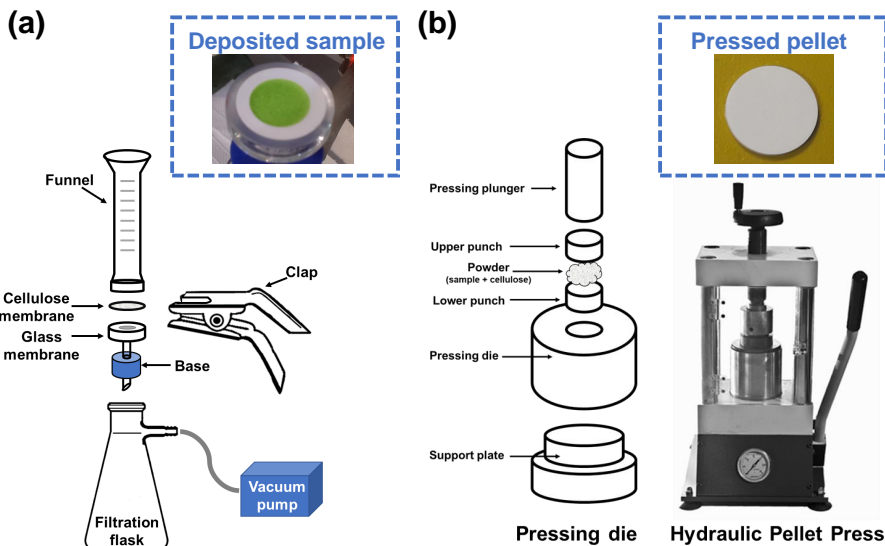 (a)
Deposited sample
Funnel
Cellulose
membrane
Glass
membrane
Clap
Base
Vacuum
pump
Filtration
flask
(b)
Pressed pellet
Pressing plunger
Upper punch
Powder
(sample + cellulose)
Lower punch
Pressing die
Support plate
Pressing die
Hydraulic Pellet Press